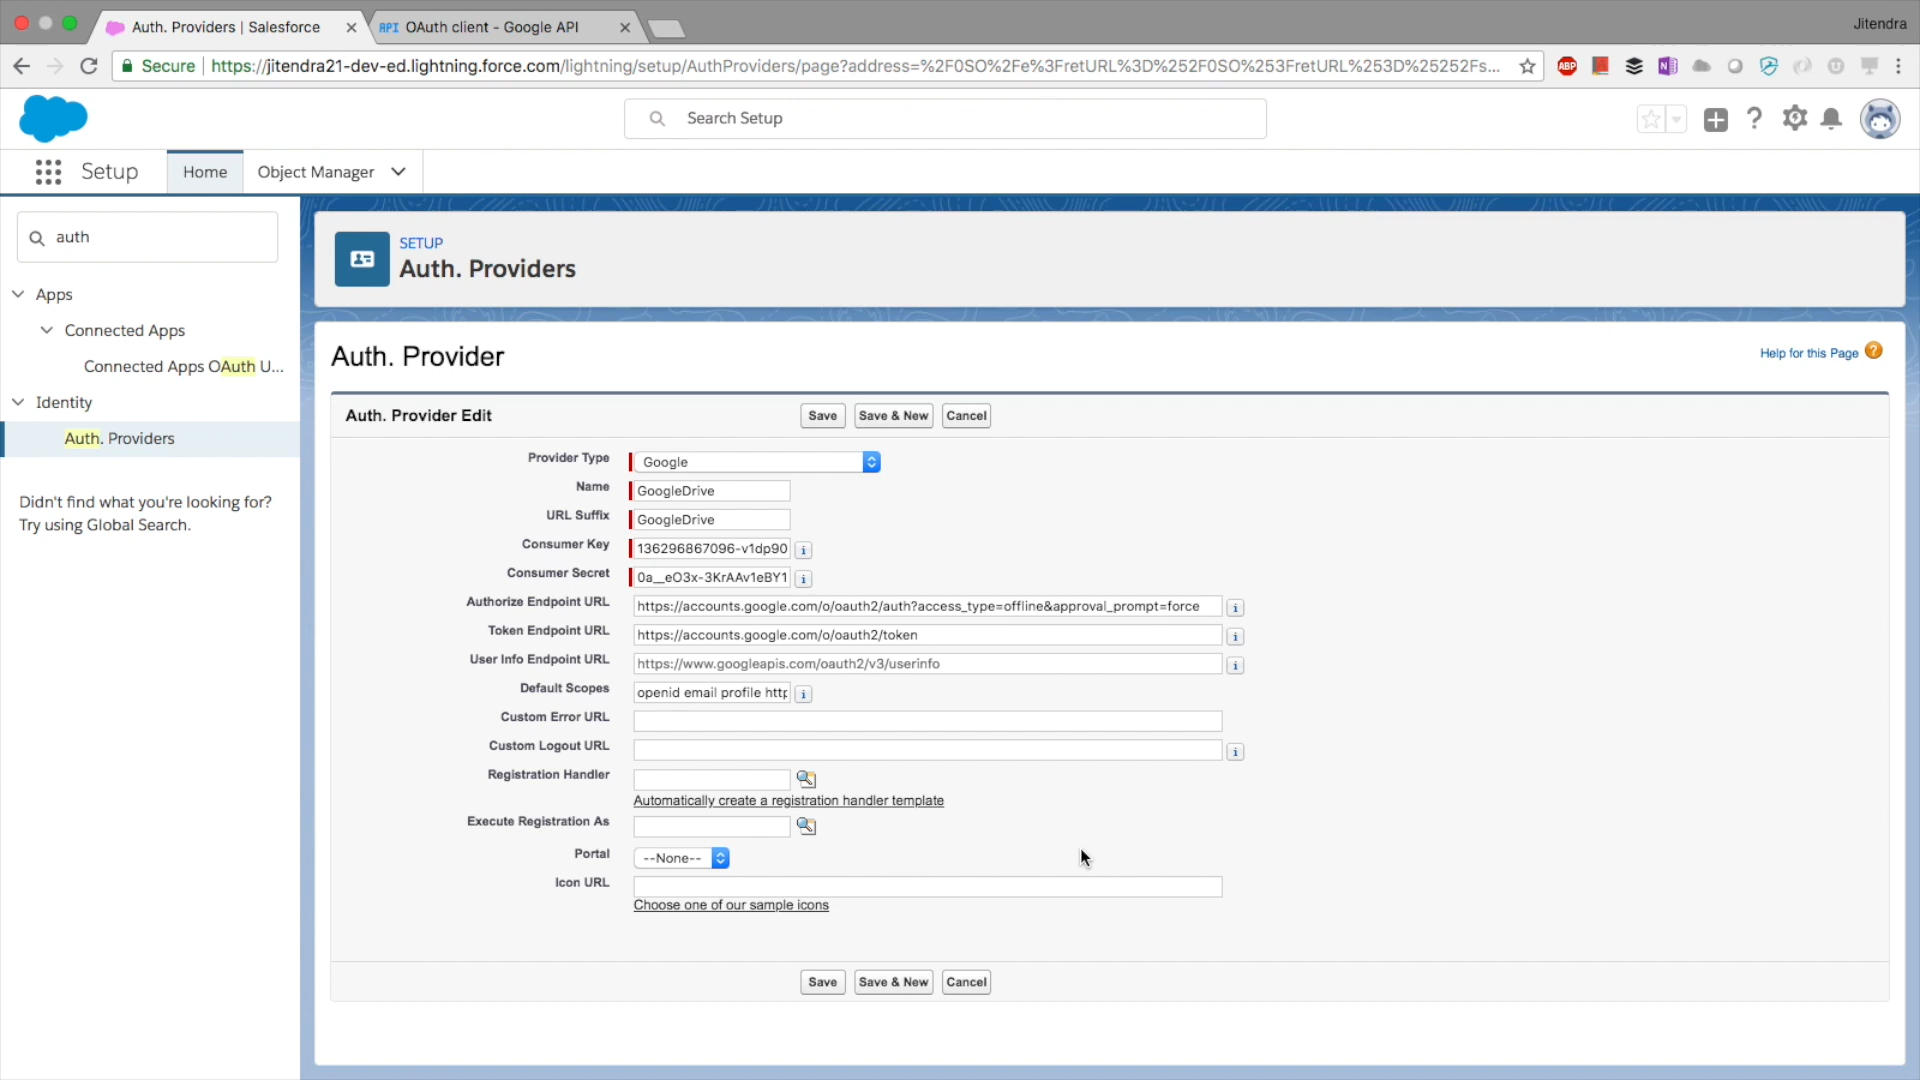 Auth. Providers | Salesforce
API OAuth client - Google API
Jitendra
Secure
https://jitendra21-dev-ed.lightning.force.com/lightning/setup/AuthProviders/page?address=%2F0SO%2Fe%3FretURL%3D%252F0SO%253FretURL%253D%25252Fs...
ABP
Search Setup
Setup
Home
Object Manager
auth
Apps
Connected Apps
Connected Apps OAuth U...
Identity
Auth. Providers
Didn't find what you're looking for?
Try using Global Search.
SETUP
Auth. Providers
Auth. Provider
Help for this Page
Auth. Provider Edit
Save
Save & New
Cancel
Provider Type
Google
Name
GoogleDrive
URL Suffix
GoogleDrive
Consumer Key
136296867096-v1dp90
Consumer Secret
0a__eO3x-3KrAAv1eBY1
Authorize Endpoint URL
https://accounts.google.com/o/oauth2/auth?access_type=offline&approval_prompt=force
Token Endpoint URL
https://accounts.google.com/o/oauth2/token
User Info Endpoint URL
https://www.googleapis.com/oauth2/v3/userinfo
Default Scopes
openid email profile http
Custom Error URL
Custom Logout URL
Registration Handler
Automatically create a registration handler template
Execute Registration As
Portal
--None--
Icon URL
Choose one of our sample icons
Save
Save & New
Cancel